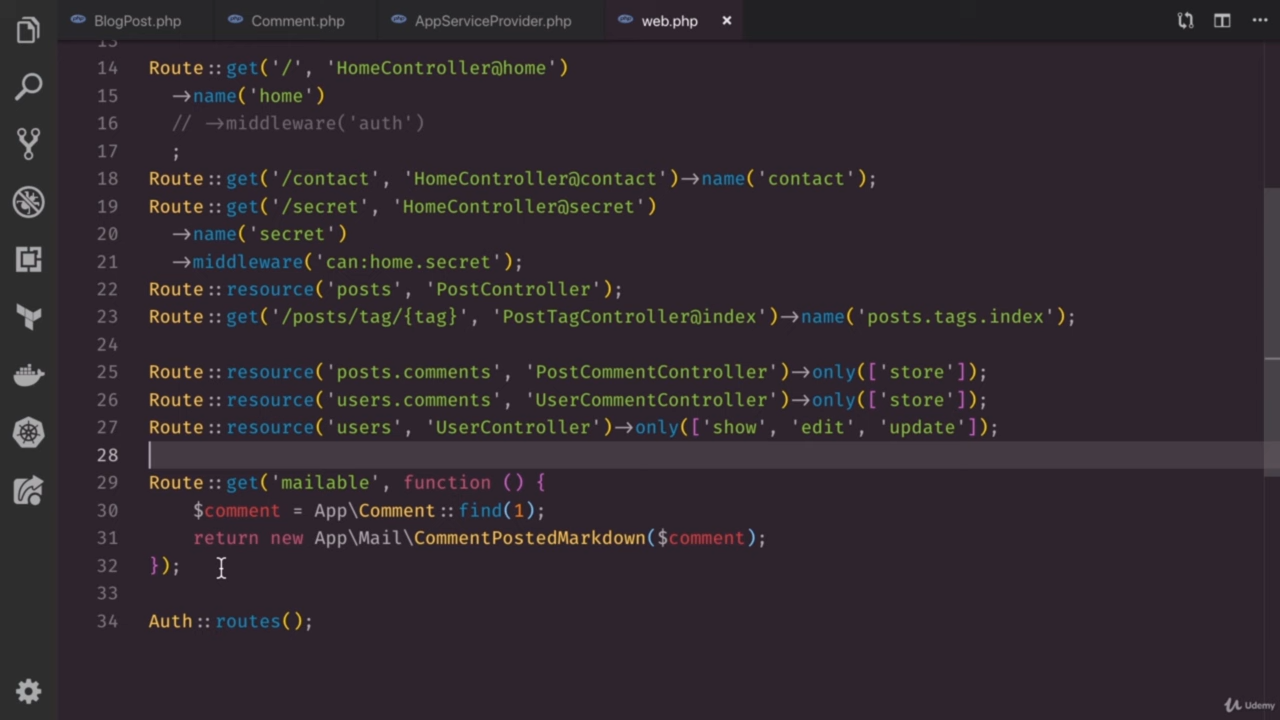 BlogPost.php Comment.php AppServiceProvider.php web.php ×
13
14 Route::get('/', 'HomeController@home')
15 ->name('home')
16 // ->middleware('auth')
17 ;
18 Route::get('/contact', 'HomeController@contact')->name('contact');
19 Route::get('/secret', 'HomeController@secret')
20 ->name('secret')
21 ->middleware('can:home.secret');
22 Route::resource('posts', 'PostController');
23 Route::get('/posts/tag/{tag}', 'PostTagController@index')->name('posts.tags.index');
24
25 Route::resource('posts.comments', 'PostCommentController')->only(['store']);
26 Route::resource('users.comments', 'UserCommentController')->only(['store']);
27 Route::resource('users', 'UserController')->only(['show', 'edit', 'update']);
28
29 Route::get('mailable', function () {
30 $comment = App\Comment::find(1);
31 return new App\Mail\CommentPostedMarkdown($comment);
32 });
33
34 Auth::routes();
Udemy